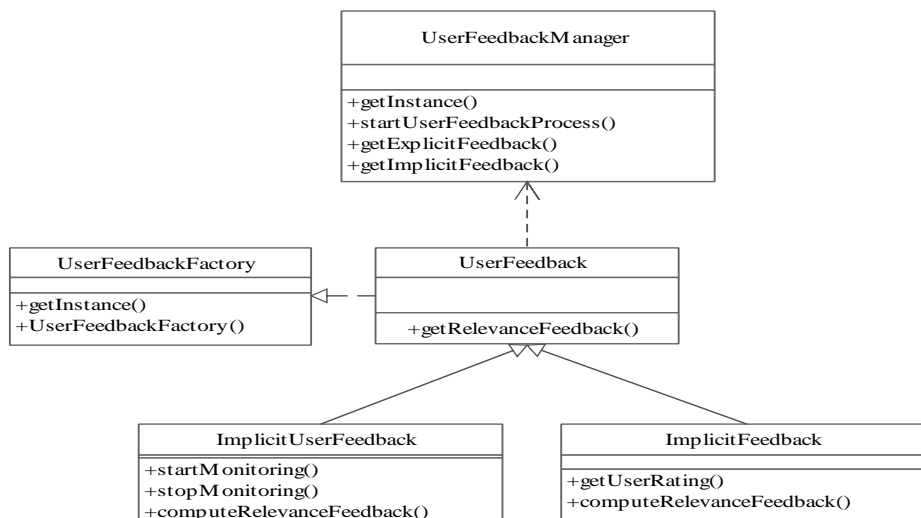 UserFeedbackManager
+getInstance()
+startUserFeedbackProcess()
+getExplicitFeedback()
+getImplicitFeedback()
UserFeedbackFactory
+getInstance()
+UserFeedbackFactory()
UserFeedback
+getRelevanceFeedback()
ImplicitUserFeedback
+startMonitoring()
+stopMonitoring()
+computeRelevanceFeedback()
ImplicitFeedback
+getUserRating()
+computeRelevanceFeedback()